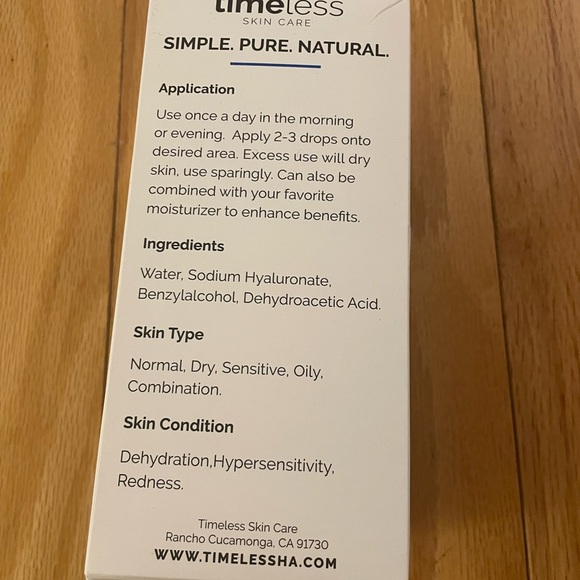 timeless
SKIN CARE
SIMPLE. PURE. NATURAL.
Application
Use once a day in the morning
or evening. Apply 2-3 drops onto
desired area. Excess use will dry
skin, use sparingly. Can also be
combined with your favorite
moisturizer to enhance benefits.
Ingredients
Water, Sodium Hyaluronate,
Benzylalcohol, Dehydroacetic Acid.
Skin Type
Normal, Dry, Sensitive, Oily,
Combination.
Skin Condition
Dehydration,Hypersensitivity,
Redness.
Timeless Skin Care
Rancho Cucamonga, CA 91730
WWW.TIMELESSHA.COM